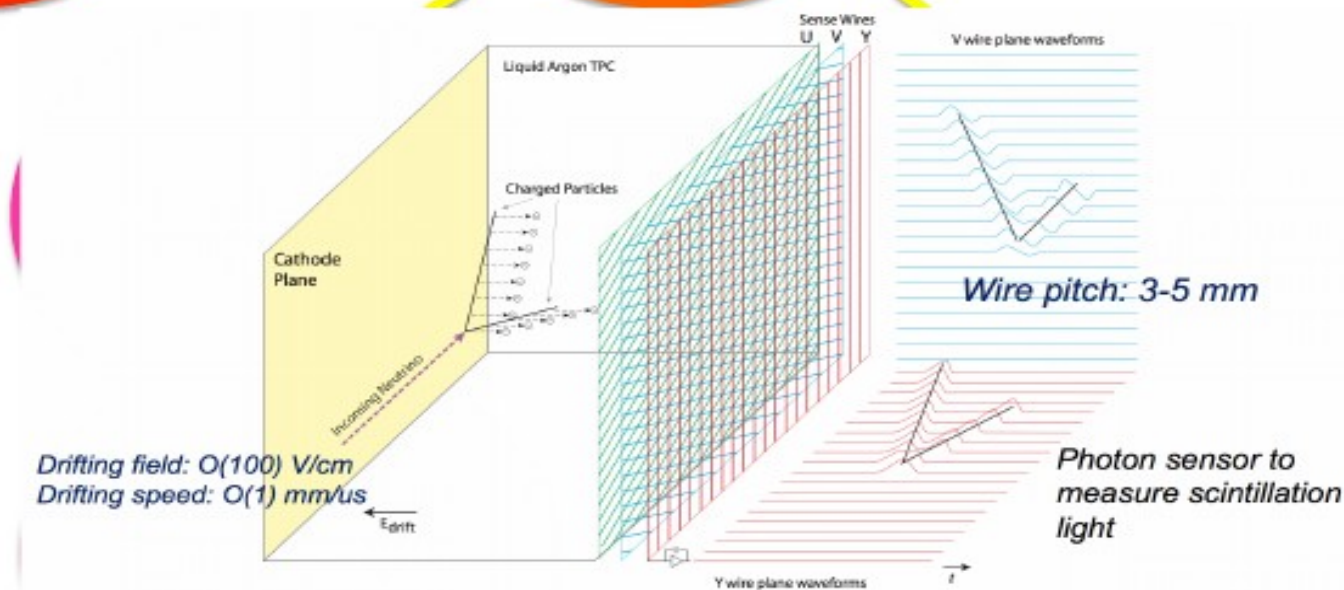 Sense Wires
U V Y
V wire plane waveforms
Liquid Argon TPC
Charged Particles
Cathode
Plane
Wire pitch: 3-5 mm
Incoming Neutrino
Drifting field: O(100) V/cm
Drifting speed: O(1) mm/us
Edrift
Photon sensor to
measure scintillation
light
Y wire plane waveforms
t